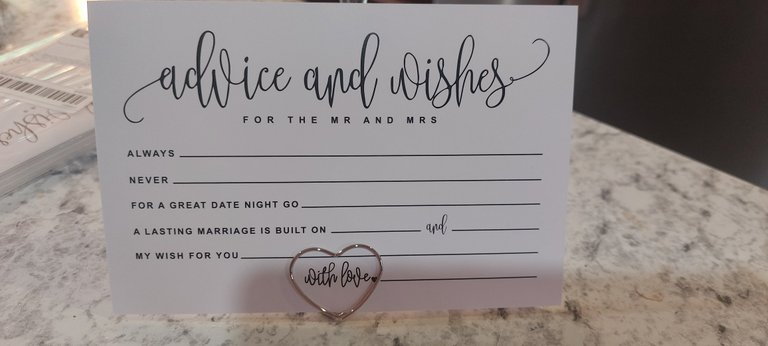 advice and wishes
FOR THE MR AND MRS
ALWAYS
NEVER
FOR A GREAT DATE NIGHT GO
A LASTING MARRIAGE IS BUILT ON and
MY WISH FOR YOU
with love
wishes